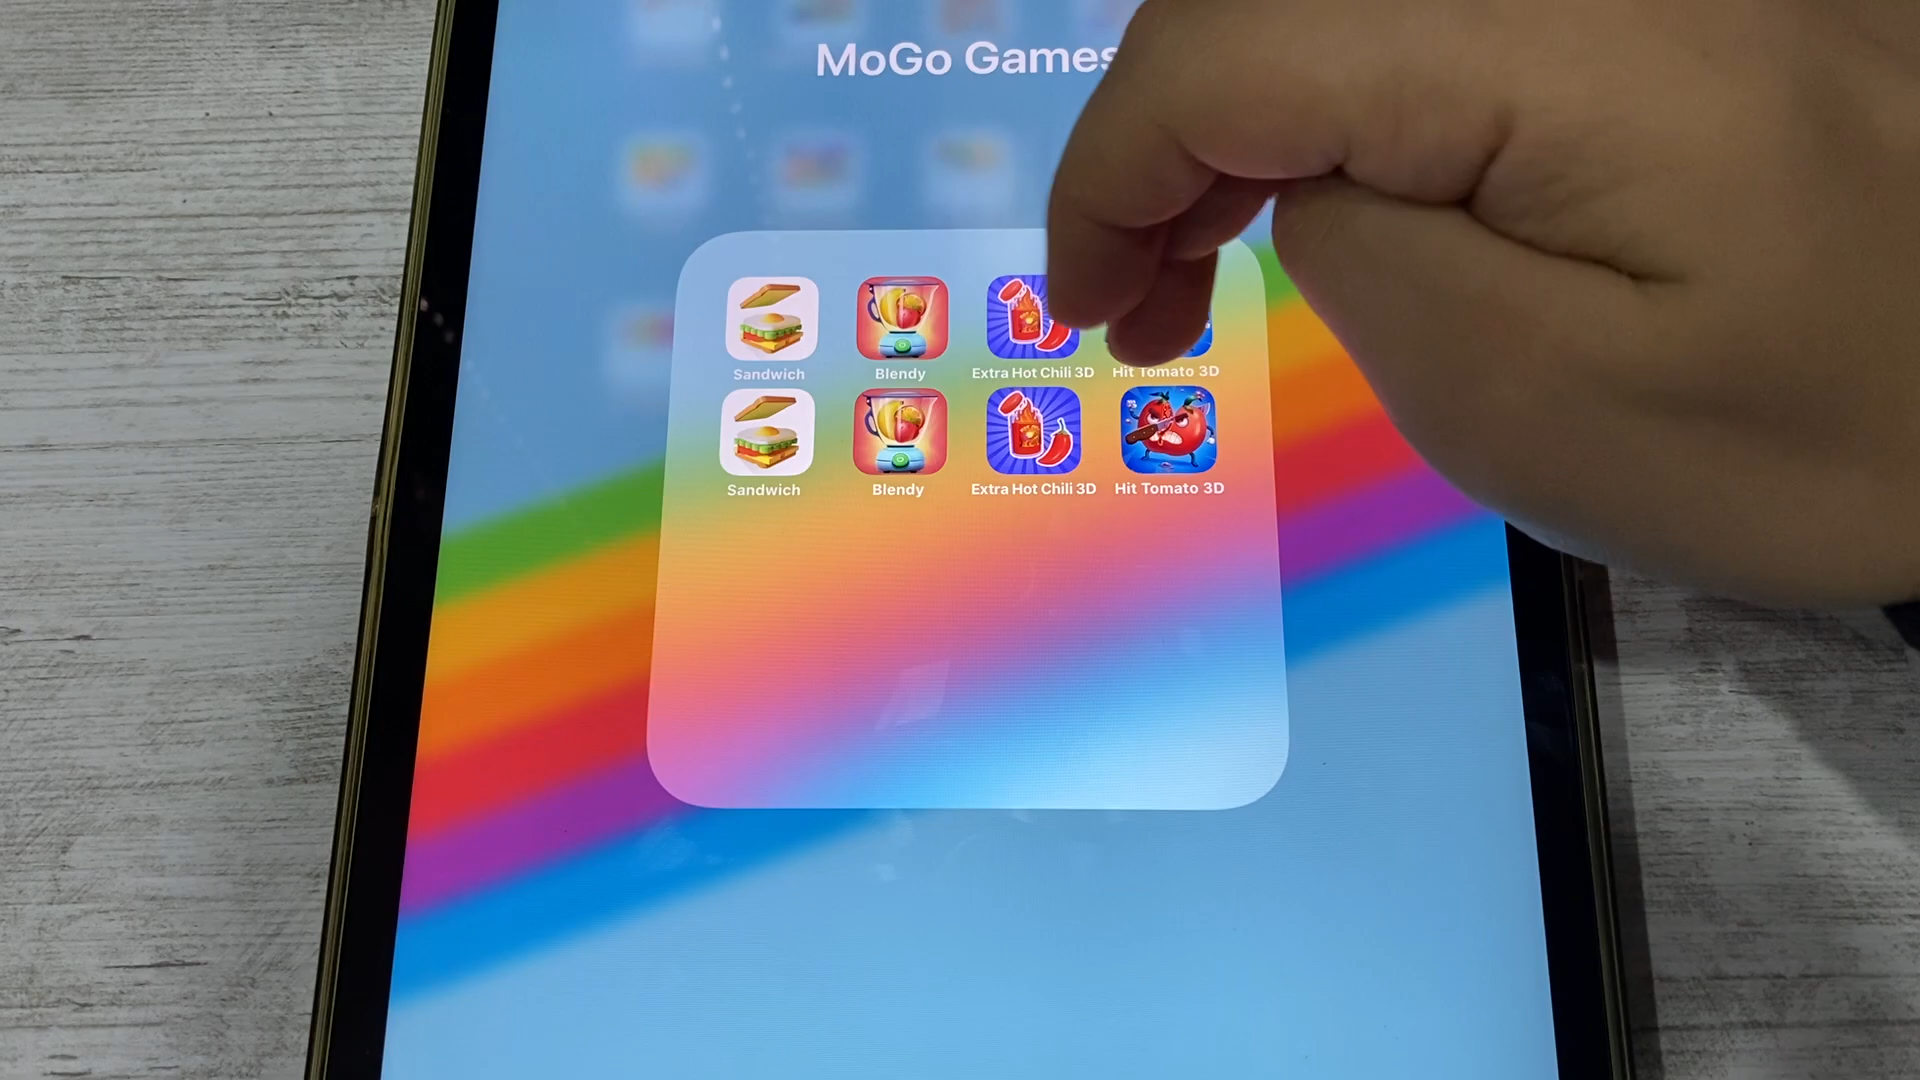 MoGo Games
Sandwich Blendy Extra Hot Chili 3D Hit Tomato 3D
Sandwich Blendy Extra Hot Chili 3D Hit Tomato 3D